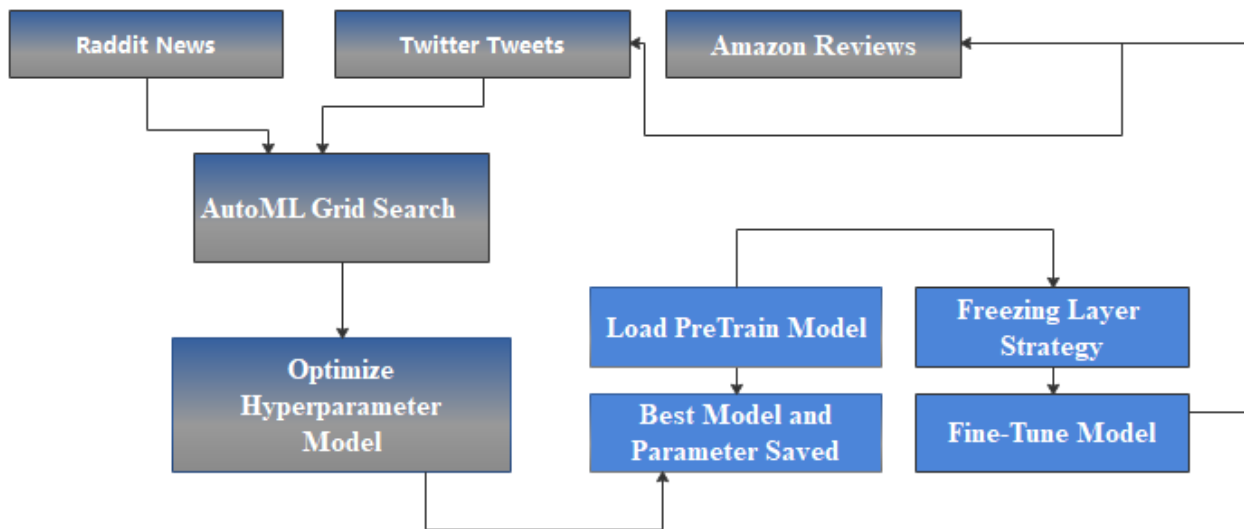 Raddit News
Twitter Tweets
Amazon Reviews
AutoML Grid Search
Load PreTrain Model
Freezing Layer
Strategy
Optimize
Hyperparameter
Model
Best Model and
Parameter Saved
Fine-Tune Model